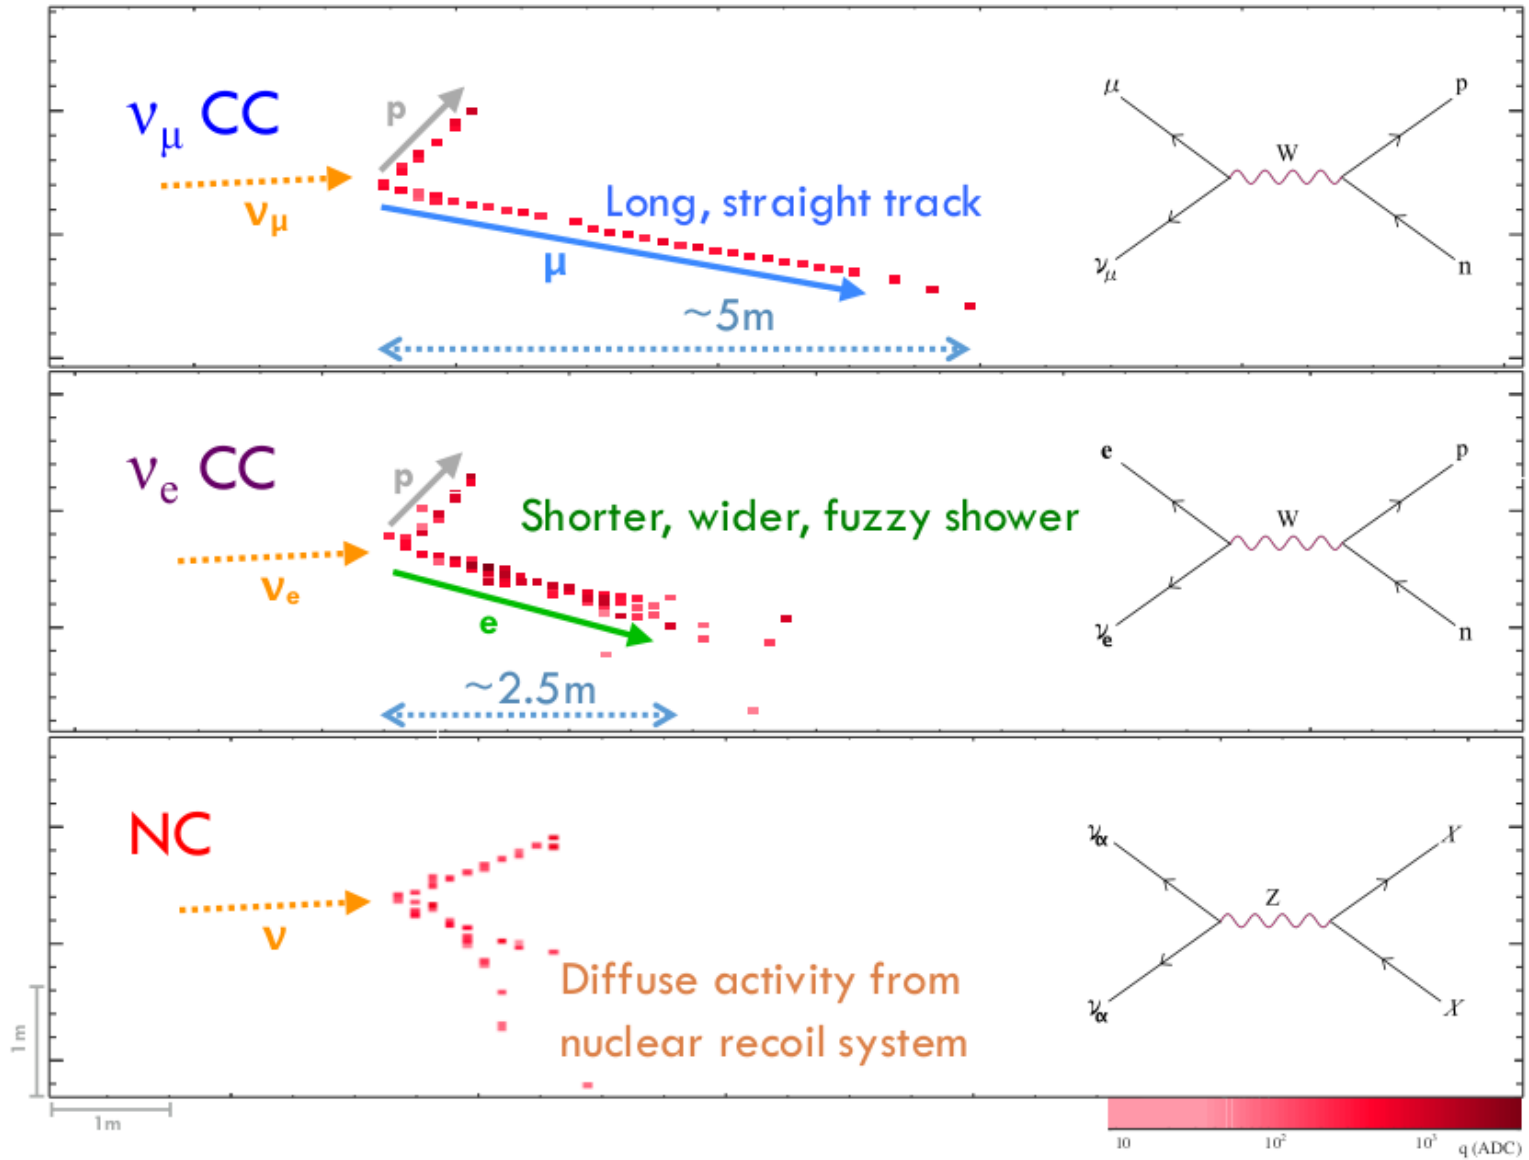 νμ CC
p
νμ
Long, straight track
μ
~5m
μ
p
W
νμ
n
νe CC
p
νe
Shorter, wider, fuzzy shower
e
~2.5m
e
p
W
νe
n
NC
ν
Diffuse activity from
nuclear recoil system
να
X
Z
να
X
1m
1m
10 10² 10³ q (ADC)